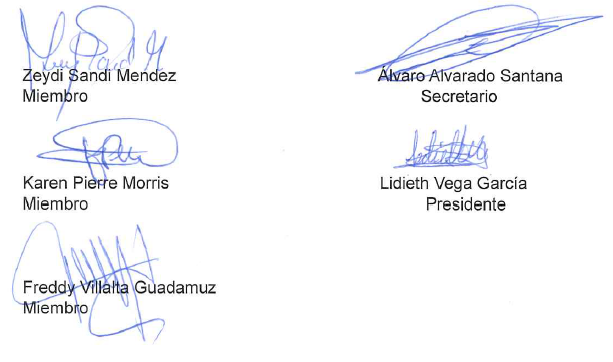 Zeydi Sandi Mendez
Miembro
Álvaro Alvarado Santana
Secretario
Karen Pierre Morris
Miembro
Lidieth Vega García
Presidente
Freddy Villalta Guadamuz
Miembro